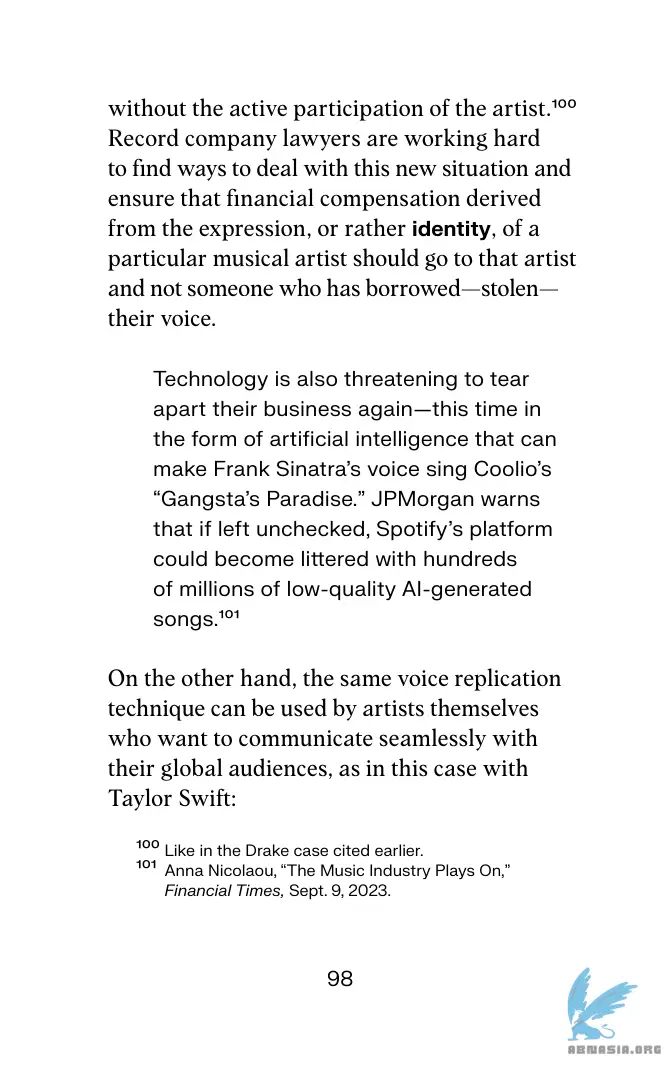 without the active participation of the artist.¹⁰⁰
Record company lawyers are working hard
to find ways to deal with this new situation and
ensure that financial compensation derived
from the expression, or rather identity, of a
particular musical artist should go to that artist
and not someone who has borrowed—stolen—
their voice.
Technology is also threatening to tear
apart their business again—this time in
the form of artificial intelligence that can
make Frank Sinatra’s voice sing Coolio’s
“Gangsta’s Paradise.” JPMorgan warns
that if left unchecked, Spotify’s platform
could become littered with hundreds
of millions of low-quality AI-generated
songs.¹⁰¹
On the other hand, the same voice replication
technique can be used by artists themselves
who want to communicate seamlessly with
their global audiences, as in this case with
Taylor Swift:
¹⁰⁰ Like in the Drake case cited earlier.
¹⁰¹ Anna Nicolaou, “The Music Industry Plays On,”
Financial Times, Sept. 9, 2023.
98
ABNASIA.ORG